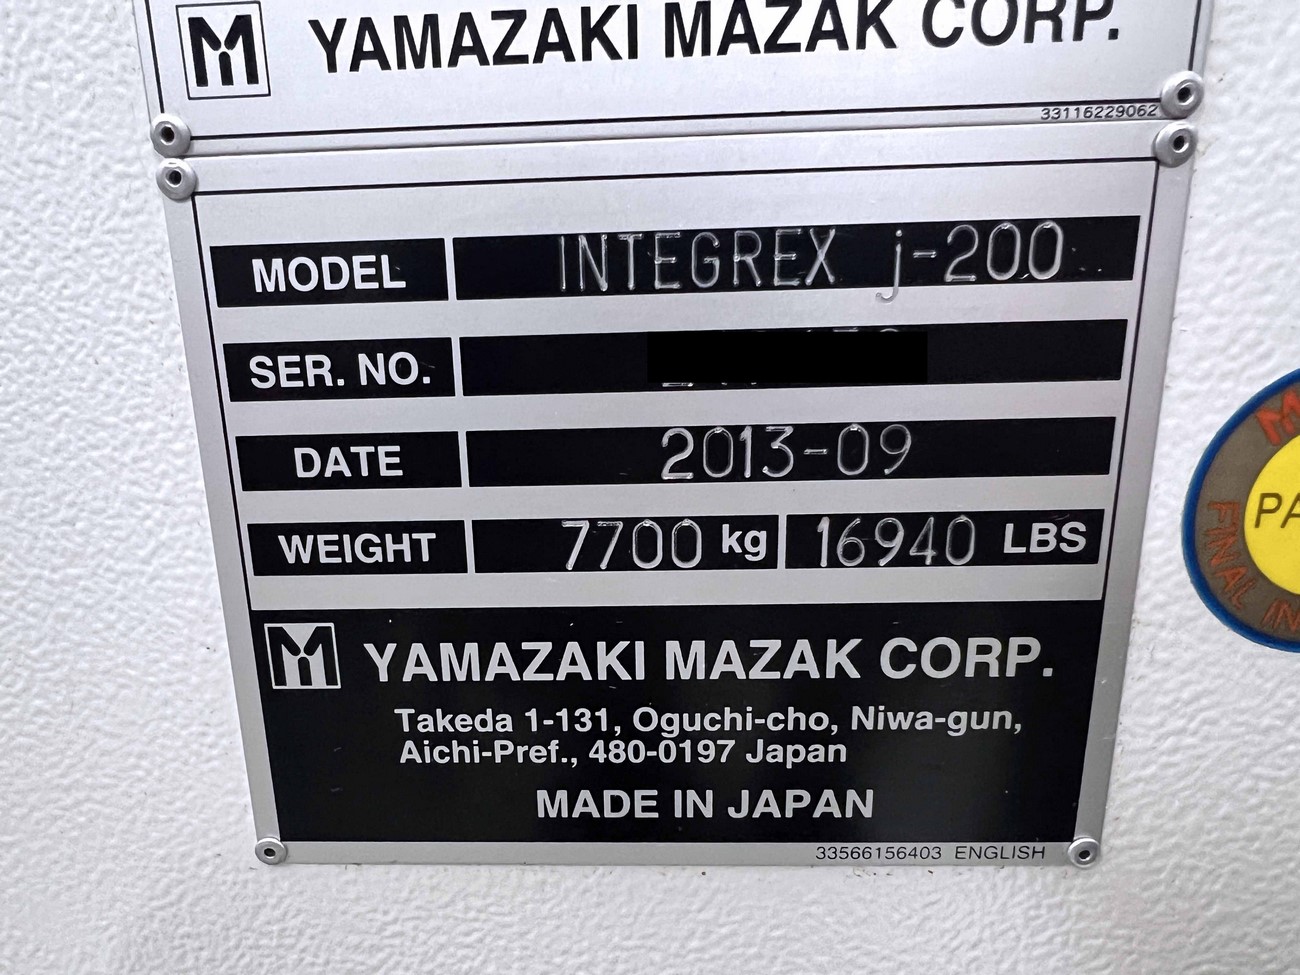 YAMAZAKI MAZAK CORP.
33116229062
MODEL INTEGREX j-200
SER. NO.
DATE 2013-09
WEIGHT 7700 kg 16940 LBS
YAMAZAKI MAZAK CORP.
Takeda 1-131, Oguchi-cho, Niwa-gun,
Aichi-Pref., 480-0197 Japan
MADE IN JAPAN
33566156403 ENGLISH
FINAL